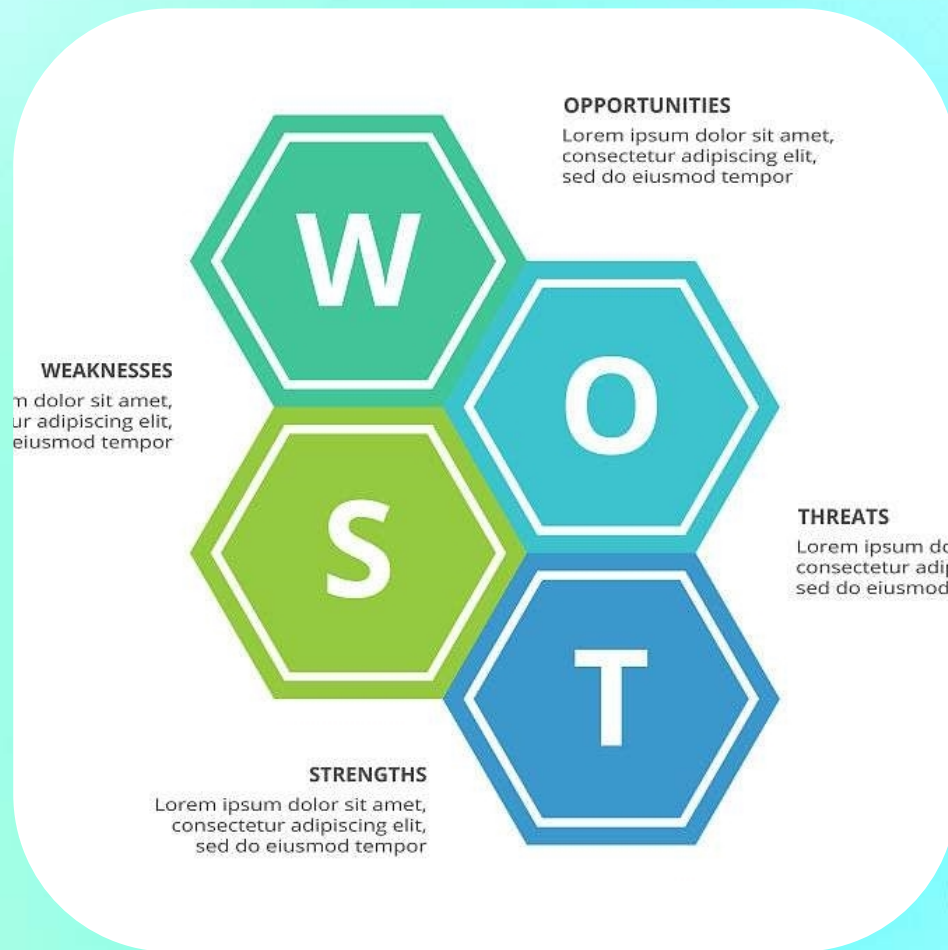 OPPORTUNITIES
Lorem ipsum dolor sit amet,
consectetur adipiscing elit,
sed do eiusmod tempor
W
O
WEAKNESSES
dolor sit amet,
adipiscing elit,
eiusmod tempor
S
THREATS
Lorem ipsum
consectetur
sed do eiusmod
T
STRENGTHS
Lorem ipsum dolor sit amet,
consectetur adipiscing elit,
sed do eiusmod tempor